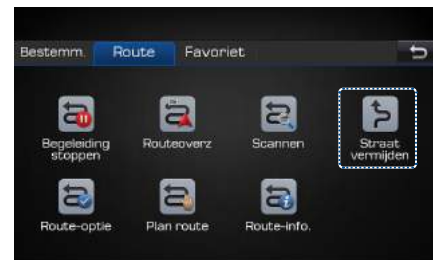 Bestemm. Route Favoriet
Begeleiding stoppen
Routeoverz
Scannen
Straat vermijden
Route-optie
Plan route
Route-info.